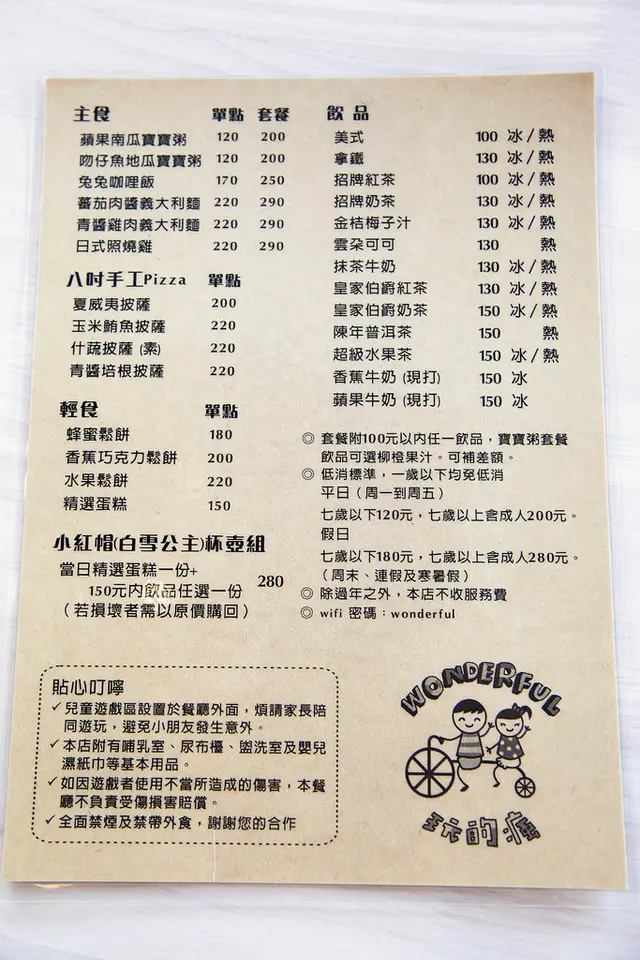 主食 單點 套餐
蘋果南瓜寶寶粥 120 200
吻仔魚地瓜寶寶粥 120 200
兔兔咖哩飯 170 250
蕃茄肉醬義大利麵 220 290
青醬雞肉義大利麵 220 290
日式照燒雞 220 290
八吋手工Pizza 單點
夏威夷披薩 200
玉米鮪魚披薩 220
什蔬披薩 (素) 220
青醬培根披薩 220
輕食 單點
蜂蜜鬆餅 180
香蕉巧克力鬆餅 200
水果鬆餅 220
精選蛋糕 150
小紅帽(白雪公主)杯壺組
當日精選蛋糕一份+
150元內飲品任選一份 280
(若損壞者需以原價購回)
飲品
美式 100 冰/熱
拿鐵 130 冰/熱
招牌紅茶 100 冰/熱
招牌奶茶 130 冰/熱
金桔梅子汁 130 冰/熱
雲朵可可 130 熱
抹茶牛奶 130 冰/熱
皇家伯爵紅茶 130 冰/熱
皇家伯爵奶茶 150 冰/熱
陳年普洱茶 150 熱
超級水果茶 150 冰/熱
香蕉牛奶 (現打) 150 冰
蘋果牛奶 (現打) 150 冰
◎ 套餐附100元以內任一飲品，寶寶粥套餐
飲品可選柳橙果汁。可補差額。
◎ 低消標準，一歲以下均免低消
平日(周一到周五)
七歲以下120元，七歲以上含成人200元。
假日
七歲以下180元，七歲以上含成人280元。
(周末、連假及寒暑假)
◎ 除過年之外，本店不收服務費
◎ wifi 密碼：wonderful
貼心叮嚀
✓兒童遊戲區設置於餐廳外面，煩請家長陪
同遊玩，避免小朋友發生意外。
✓本店附有哺乳室、尿布檯、盥洗室及嬰兒
濕紙巾等基本用品。
✓如因遊戲者使用不當所造成的傷害，本餐
廳不負責受傷損害賠償。
✓全面禁煙及禁帶外食，謝謝您的合作
WONDERFUL
玩的瘋